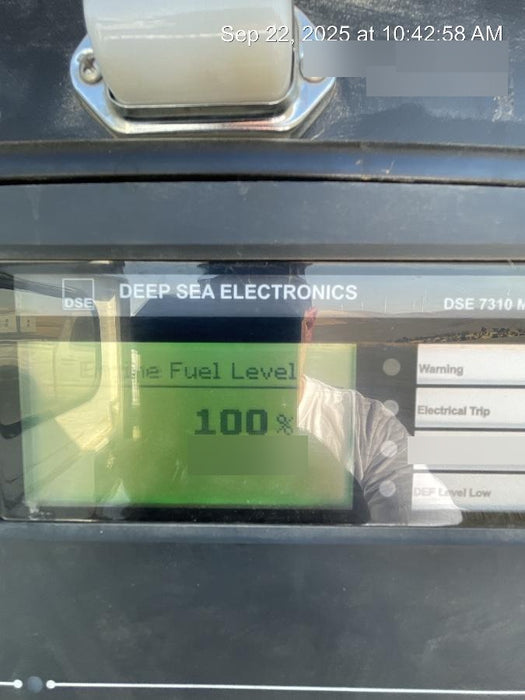 Sep 22, 2025 at 10:42:58 AM
DSE
DEEP SEA ELECTRONICS
DSE 7310 M
Engine Fuel Level
100 %
Warning
Electrical Trip
DEF Level Low